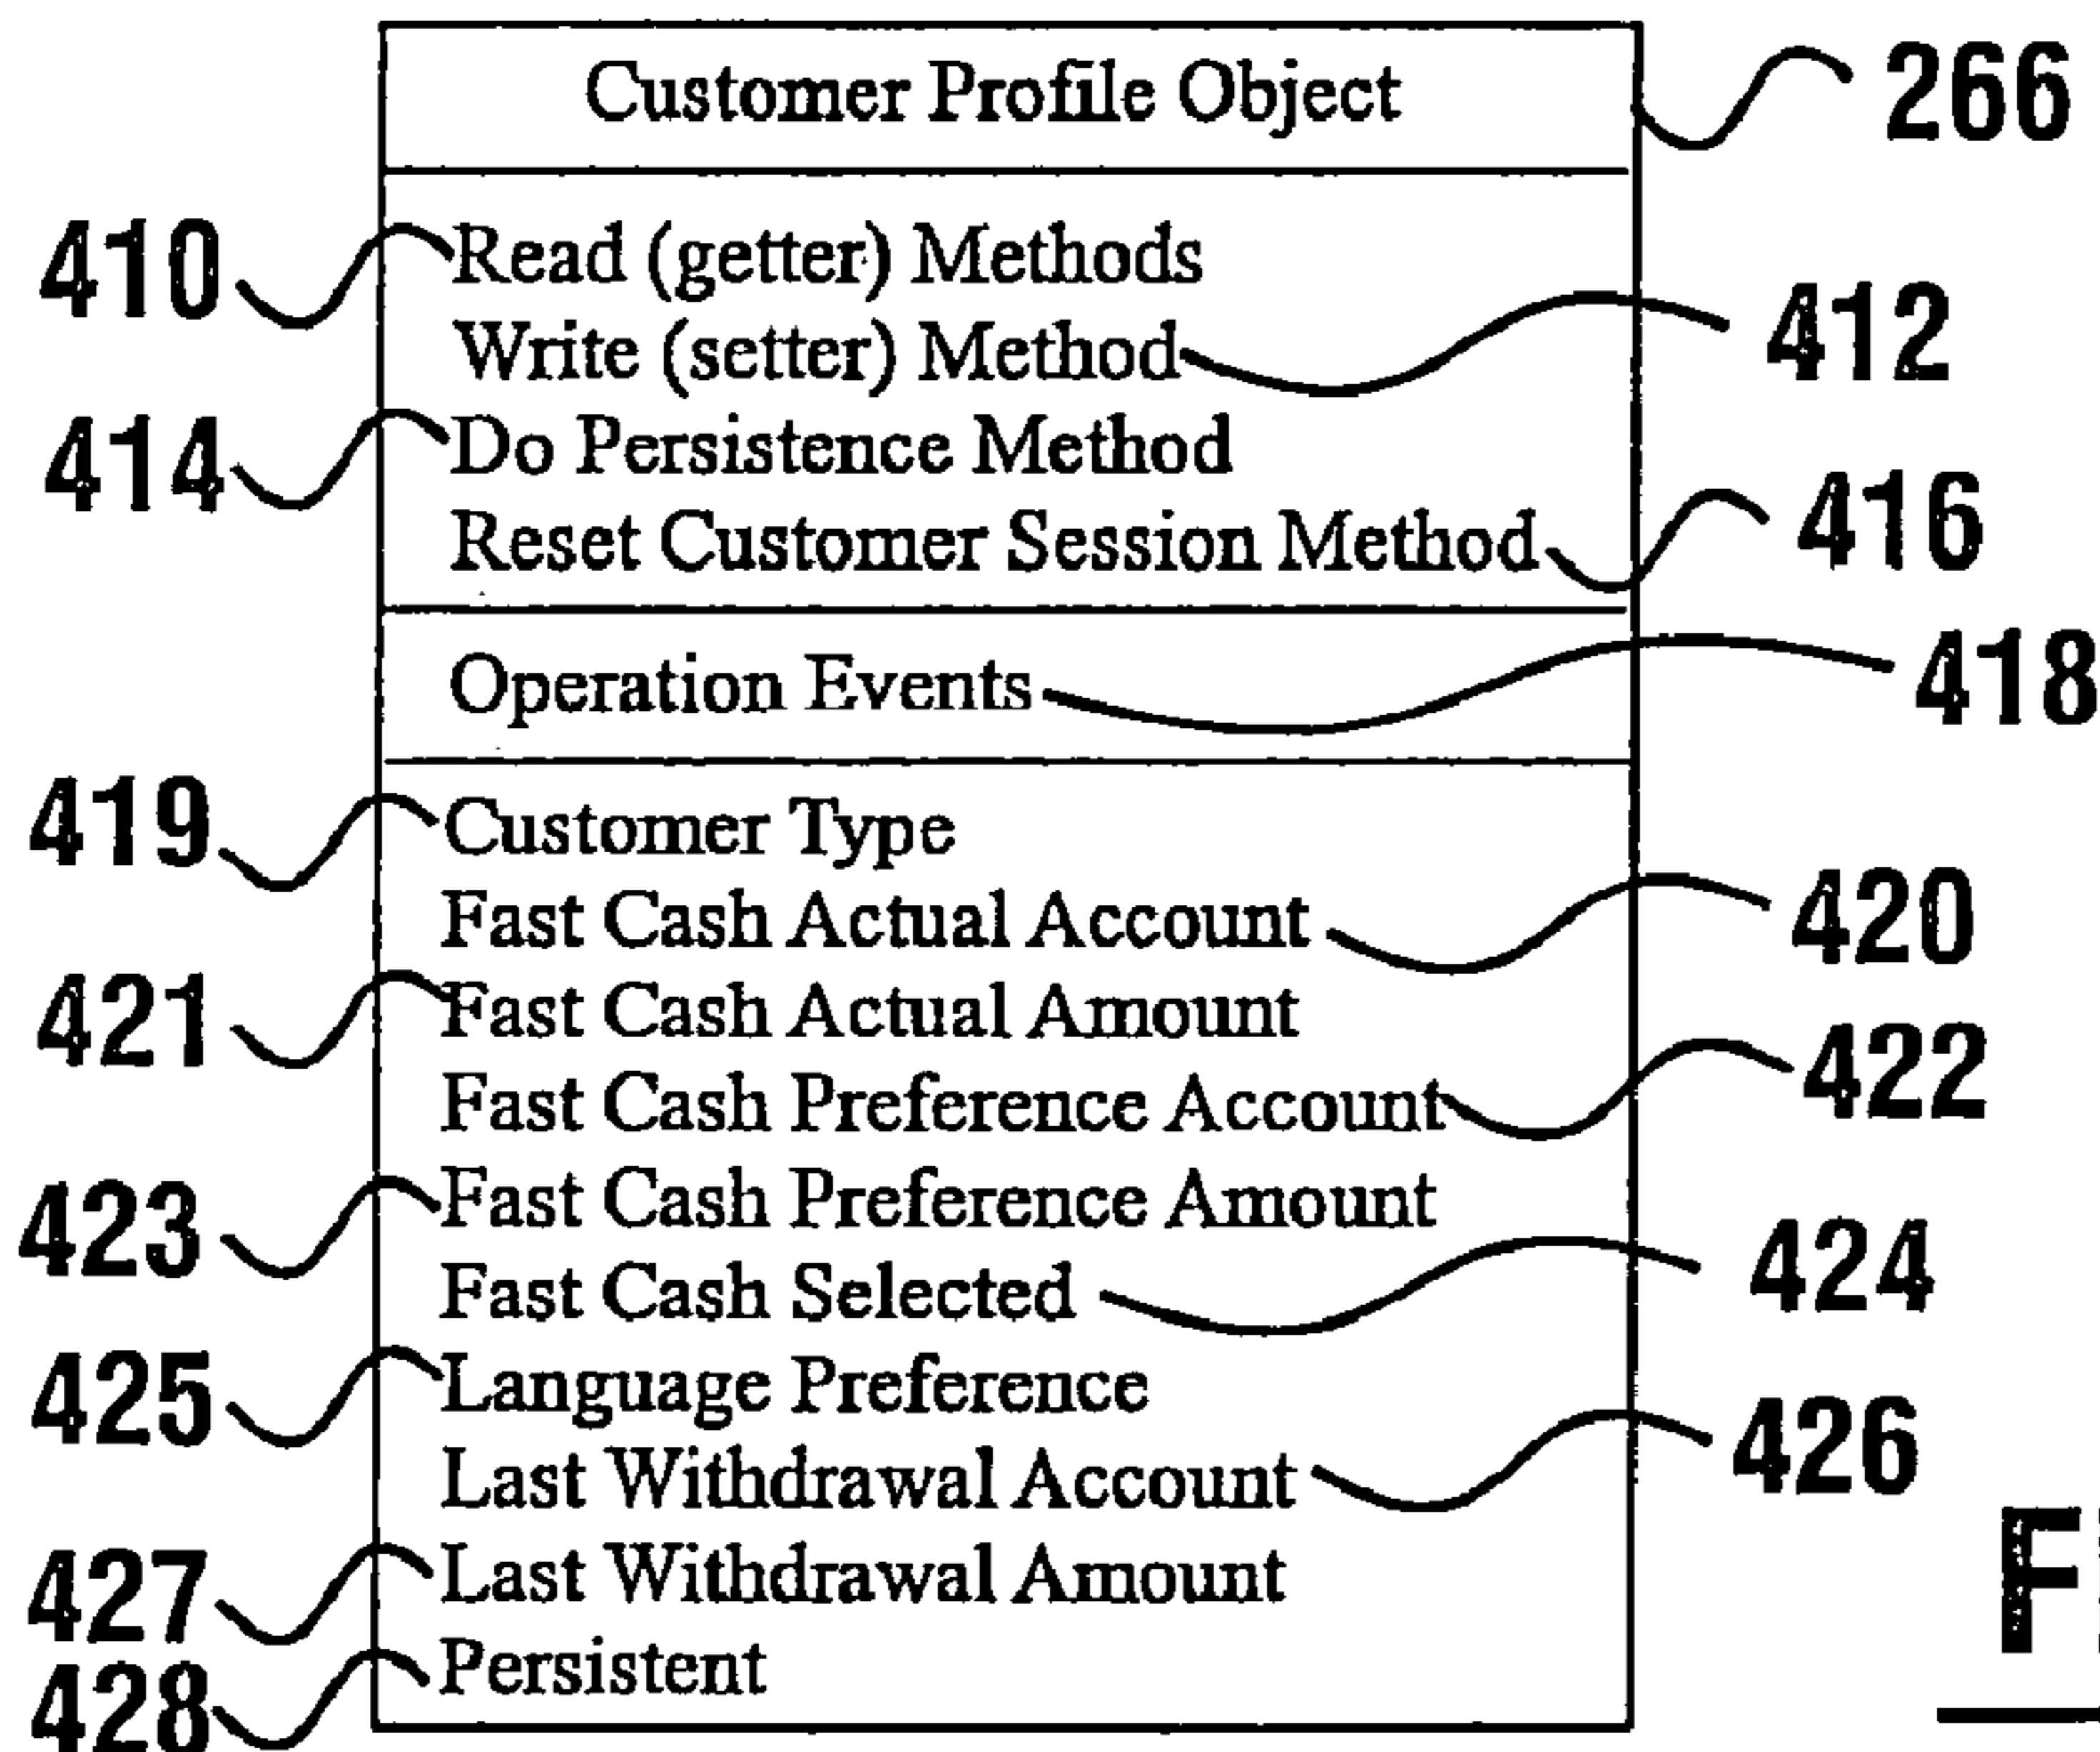 Customer Profile Object 266
410 Read (getter) Methods
Write (setter) Method 412
414 Do Persistence Method
Reset Customer Session Method 416
Operation Events 418
419 Customer Type
Fast Cash Actual Account 420
421 Fast Cash Actual Amount
Fast Cash Preference Account 422
423 Fast Cash Preference Amount
Fast Cash Selected 424
425 Language Preference
Last Withdrawal Account 426
427 Last Withdrawal Amount
428 Persistent